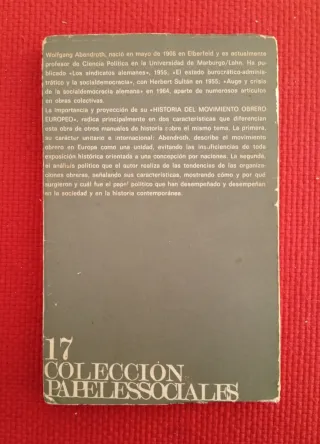 Wolfgang Abendroth, nació en mayo de 1906 en Elberfeld y es actualmente
profesor de Ciencia Política en la Universidad de Marburgo/Lahn. Ha pu-
blicado «Los sindicatos alemanes», 1955, «El estado burocrático-adminis-
trativo y la socialdemocracia», con Herbert Sultán en 1955; «Auge y crisis
de la socialdemocracia alemana» en 1964, aparte de numerosos artículos
en obras colectivas.
La importancia y proyección de su «HISTORIA DEL MOVIMIENTO OBRERO
EUROPEO», radica principalmente en dos características que diferencian
esta obra de otros manuales de historia sobre el mismo tema. La primera,
su carácter unitario e internacional: Abendroth, describe el movimiento
obrero en Europa como una unidad, evitando las insuficiencias de toda
exposición histórica orientada a una concepción por naciones. Lo segundo,
el análisis político que el autor realiza de las tendencias de las organiza-
ciones obreras, señalando sus características, mostrando cómo y por qué
surgieron y cuál fue el papel político que han desempeñado y desempeñan
en la sociedad y en la historia contemporánea.
17
COLECCIÓN
PAPELESSOCIALES